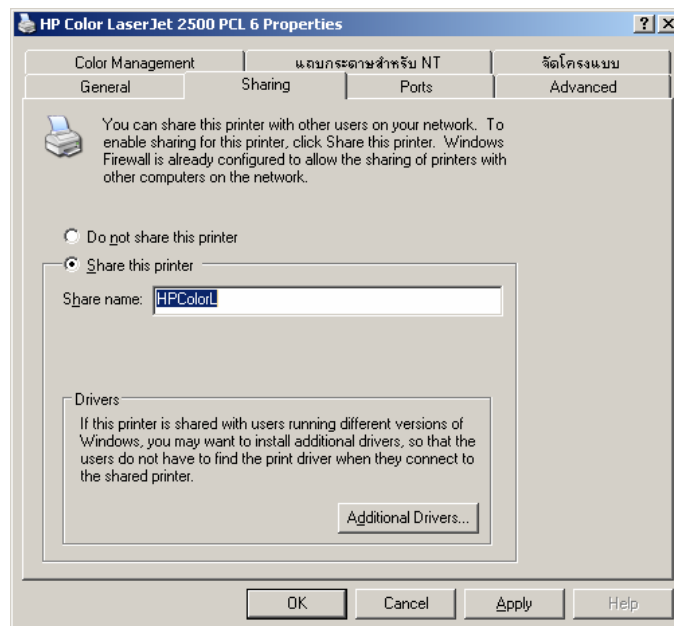 HP Color LaserJet 2500 PCL 6 Properties
Color Management แถบกระดาษสำหรับ NT จัดโครงแบบ
General Sharing Ports Advanced
You can share this printer with other users on your network. To
enable sharing for this printer, click Share this printer. Windows
Firewall is already configured to allow the sharing of printers with
other computers on the network.
Do not share this printer
Share this printer
Share name: HPColorL
Drivers
If this printer is shared with users running different versions of
Windows, you may want to install additional drivers, so that the
users do not have to find the print driver when they connect to
the shared printer.
Additional Drivers...
OK Cancel Apply Help